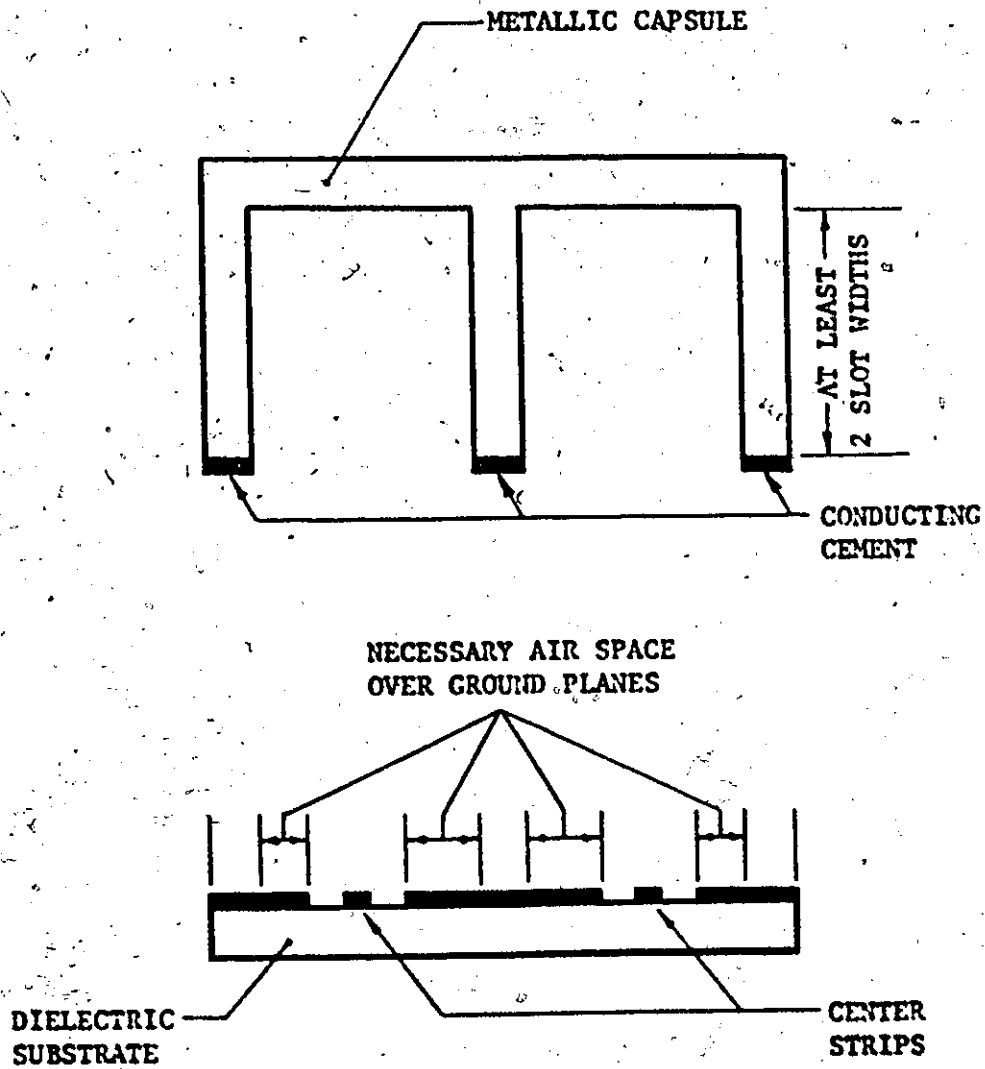 METALLIC CAPSULE
AT LEAST
2 SLOT WIDTHS
CONDUCTING
CEMENT
NECESSARY AIR SPACE
OVER GROUND PLANES
DIELECTRIC
SUBSTRATE
CENTER
STRIPS